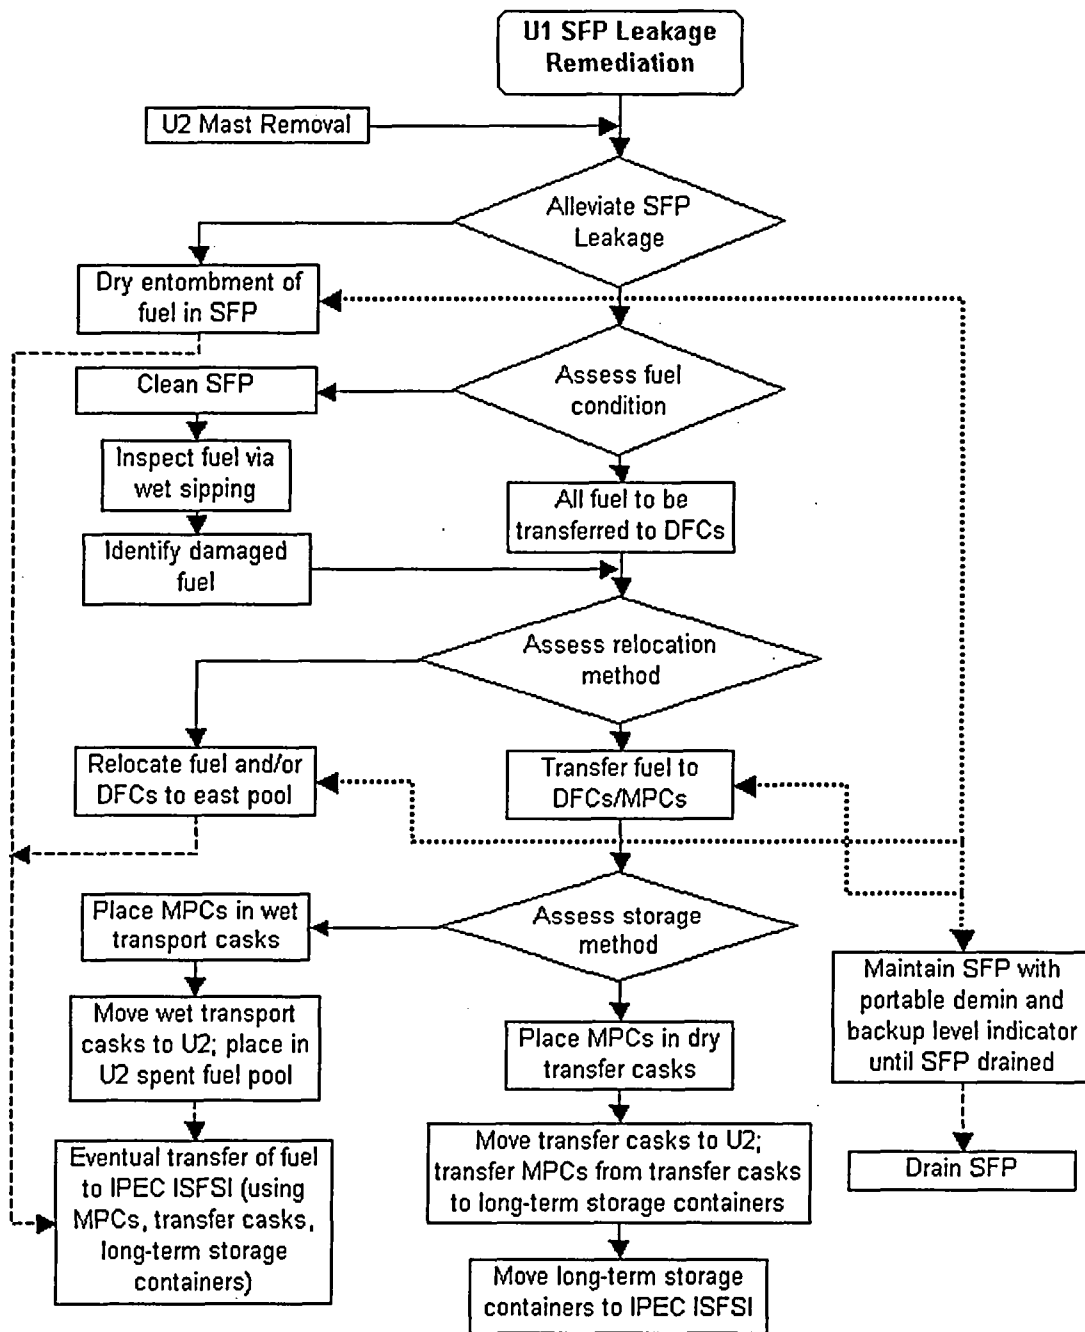 U1 SFP Leakage
Remediation
U2 Mast Removal
Alleviate SFP
Leakage
Dry entombment of
fuel in SFP
Clean SFP
Assess fuel
condition
Inspect fuel via
wet sipping
All fuel to be
transferred to DFCs
Identify damaged
fuel
Assess relocation
method
Relocate fuel and/or
DFCs to east pool
Transfer fuel to
DFCs/MPCs
Place MPCs in wet
transport casks
Assess storage
method
Maintain SFP with
portable demin and
backup level indicator
until SFP drained
Move wet transport
casks to U2; place in
U2 spent fuel pool
Place MPCs in dry
transfer casks
Eventual transfer of fuel
to IPEC ISFSI (using
MPCs, transfer casks,
long-term storage
containers)
Move transfer casks to U2;
transfer MPCs from transfer casks
to long-term storage containers
Drain SFP
Move long-term storage
containers to IPEC ISFSI